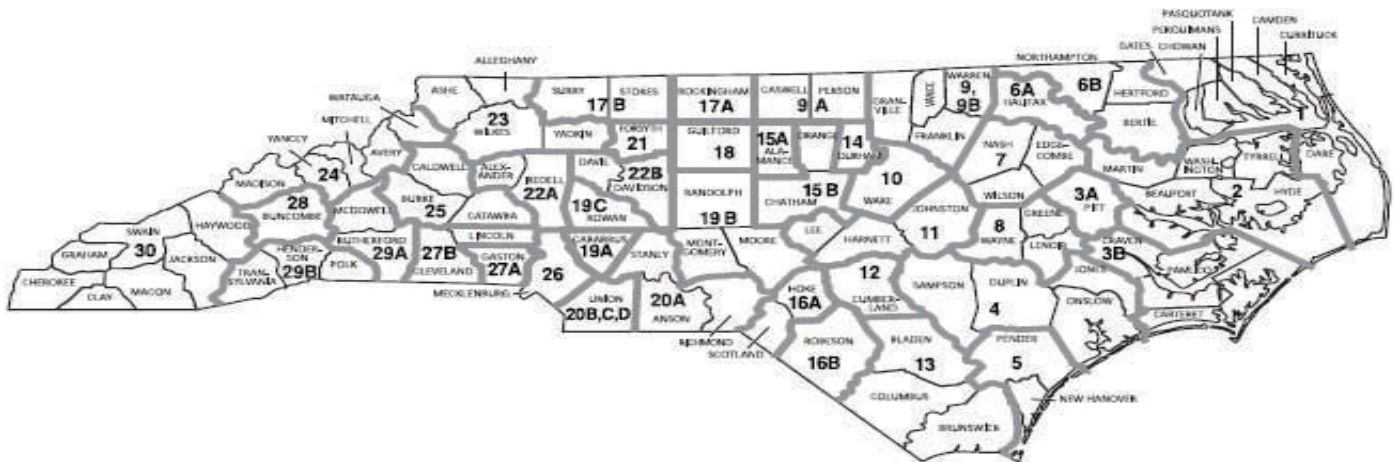 PASQUOTANK
CAMDEN
PERQUIMANS
CURRITUCK
GATES CHOWAN
NORTHAMPTON
ALLEGHANY
ASHE
SURRY
STOKES
17 B
ROCKINGHAM
17A
CASWELL
PERSON
9 A
GRAN-
VILLE
VANCE
WARREN
9,
9B
6A
HALIFAX
6B
HERTFORD
BERTIE
WATAUGA
MITCHELL
YANCEY
23
WILKES
YADKIN
FORSYTH
21
GUILFORD
18
15A
ALA-
MANCE
ORANGE
14
DURHAM
FRANKLIN
NASH
7
EDGE-
COMBE
MARTIN
WASH-
INGTON
TYRREL
DARE
AVERY
CALDWELL
ALEX-
ANDER
IREDELL
22A
DAVIE
22B
DAVIDSON
RANDOLPH
19 B
15 B
CHATHAM
10
WAKE
WILSON
3A
PITT
BEAUFORT
2
HYDE
MADISON
24
28
BUNCOMBE
MCDOWELL
BURKE
25
CATAWBA
19C
ROWAN
JOHNSTON
11
GREENE
8
WAYNE
LENOIR
CRAVEN
3B
PAMLICO
SWAIN
HAYWOOD
RUTHERFORD
29A
27B
CLEVELAND
LINCOLN
GASTON
27A
CABARRUS
19A
STANLY
MONT-
GOMERY
MOORE
LEE
HARNETT
JONES
GRAHAM
30
JACKSON
HENDER-
SON
29B
TRAN-
SYLVANIA
POLK
MECKLENBURG
26
UNION
20B,C,D
20A
ANSON
HOKE
16A
12
CUMBER-
LAND
SAMPSON
DUPLIN
4
ONSLOW
CARTERET
CHEROKEE
CLAY
MACON
RICHMOND
SCOTLAND
ROBESON
16B
BLADEN
13
PENDER
5
COLUMBUS
NEW HANOVER
BRUNSWICK